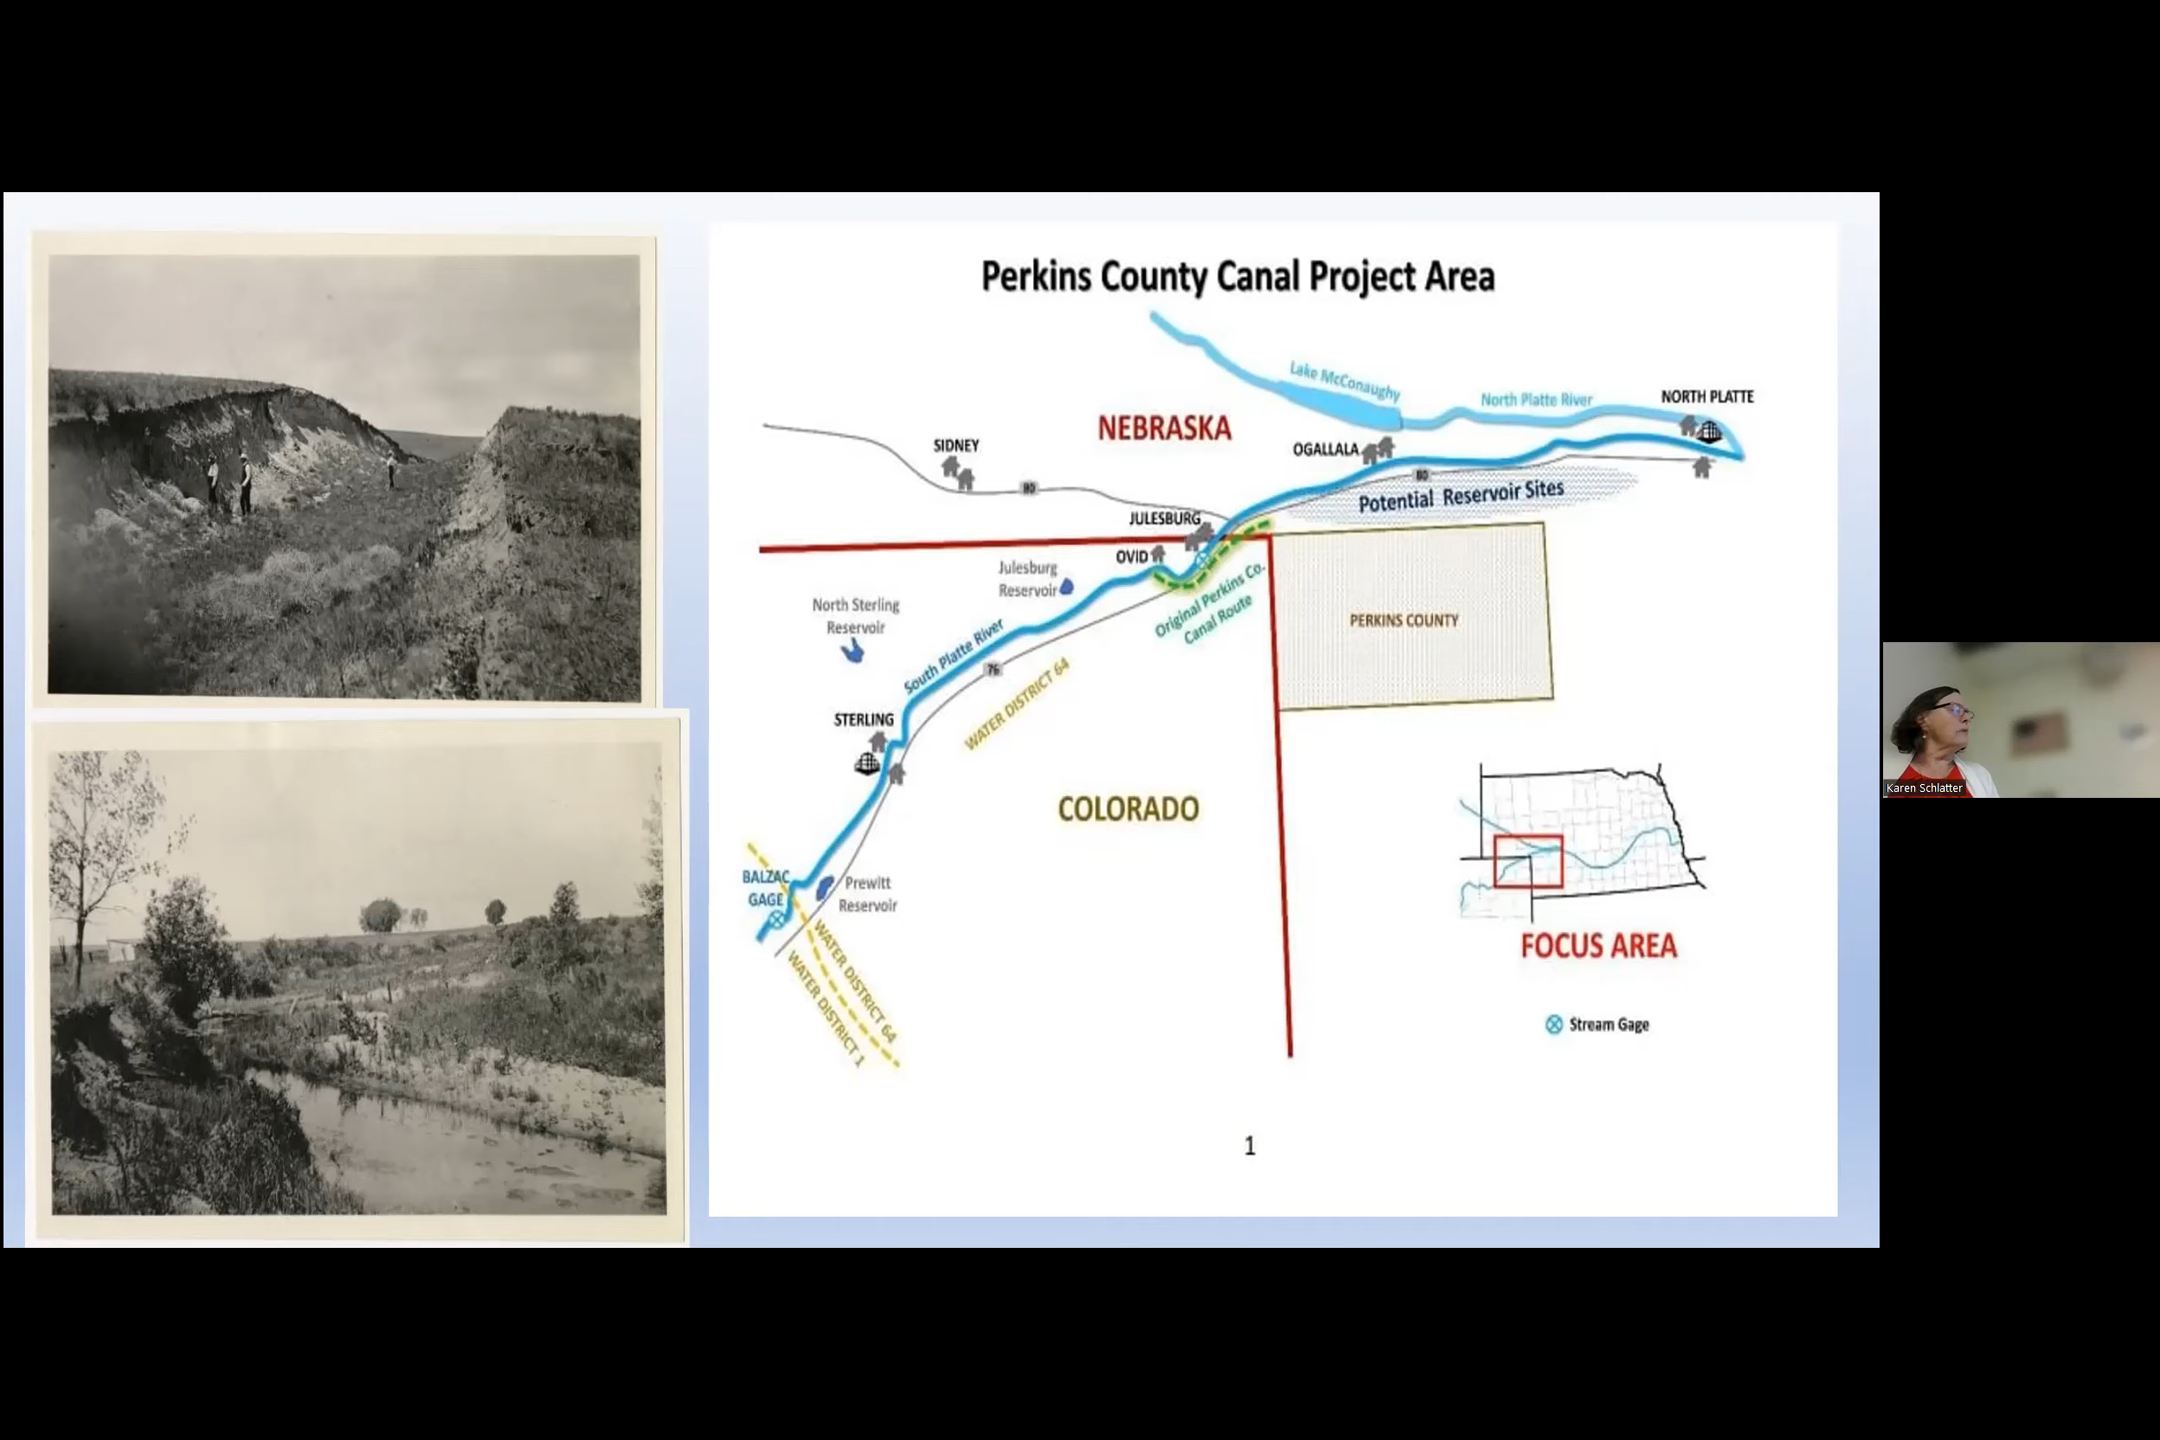 Perkins County Canal Project Area
Lake McConaughy
North Platte River
NORTH PLATTE
NEBRASKA
SIDNEY
OGALLALA
80
80
Potential Reservoir Sites
JULESBURG
OVID
Julesburg
Reservoir
Original Perkins Co.
Canal Route
North Sterling
Reservoir
PERKINS COUNTY
South Platte River
76
WATER DISTRICT 64
STERLING
COLORADO
BALZAC
GAGE
Prewitt
Reservoir
WATER DISTRICT 64
WATER DISTRICT 1
FOCUS AREA
Stream Gage
1
Karen Schlatter